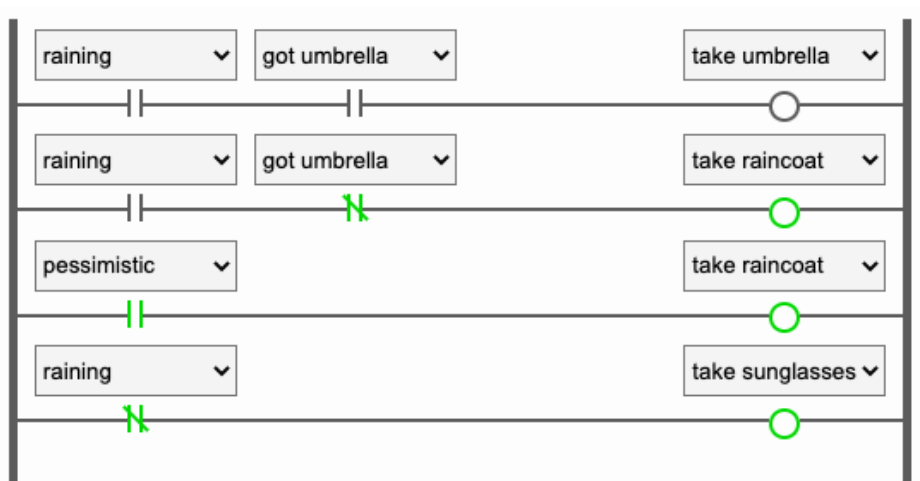 raining got umbrella take umbrella
raining got umbrella take raincoat
pessimistic take raincoat
raining take sunglasses